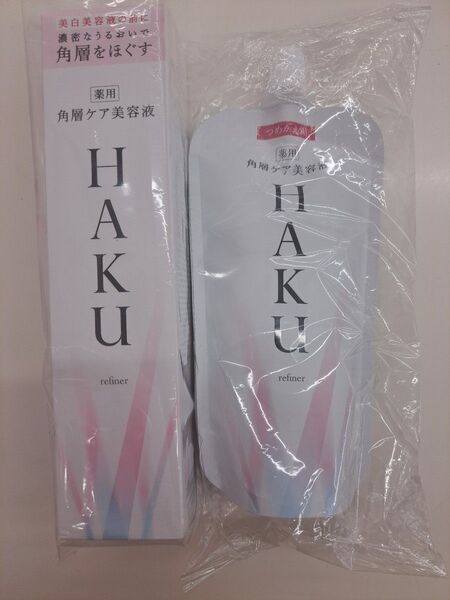 美白美容液の前に
濃密なうるおいで
角層をほぐす
薬用
角層ケア美容液
HAKU
refiner
つめかえ用
薬用
角層ケア美容液
HAKU
refiner